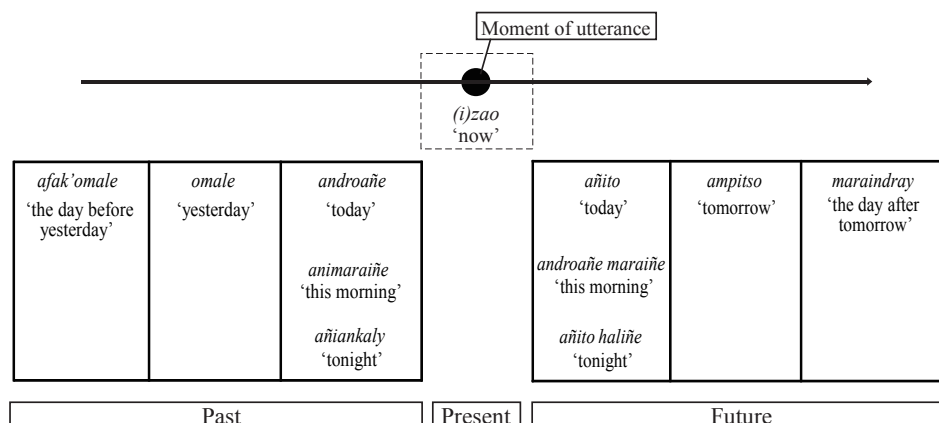 Moment of utterance
(i)zao
‘now’
afak’omale
‘the day before
yesterday’
omale
‘yesterday’
androañe
‘today’
animaraiñe
‘this morning’
añiankaly
‘tonight’
añito
‘today’
androañe maraiñe
‘this morning’
añito haliñe
‘tonight’
ampitso
‘tomorrow’
maraindray
‘the day after
tomorrow’
Past
Present
Future